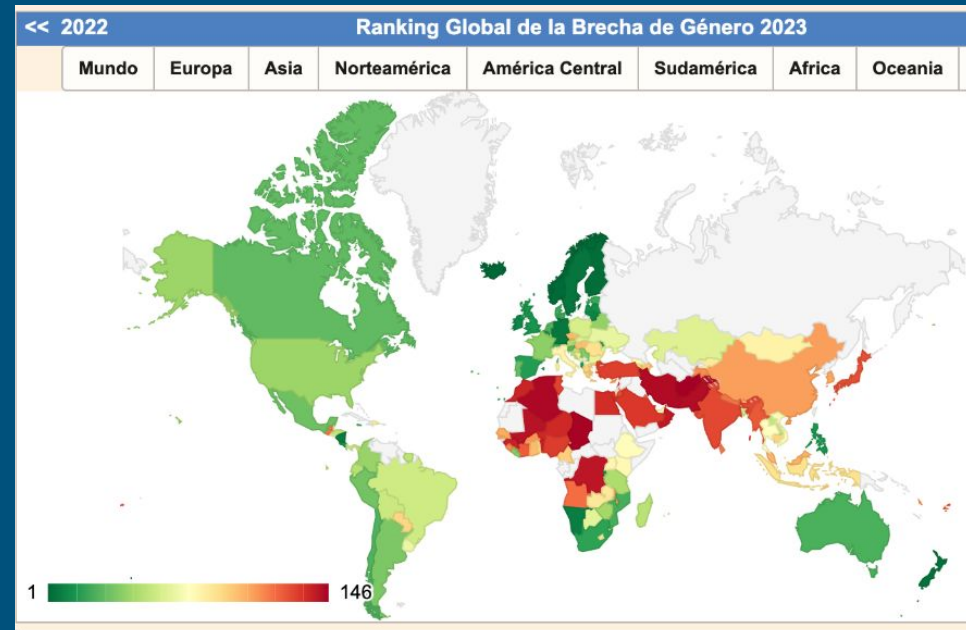 << 2022 Ranking Global de la Brecha de Género 2023
Mundo Europa Asia Norteamérica América Central Sudamérica Africa Oceania
1 146